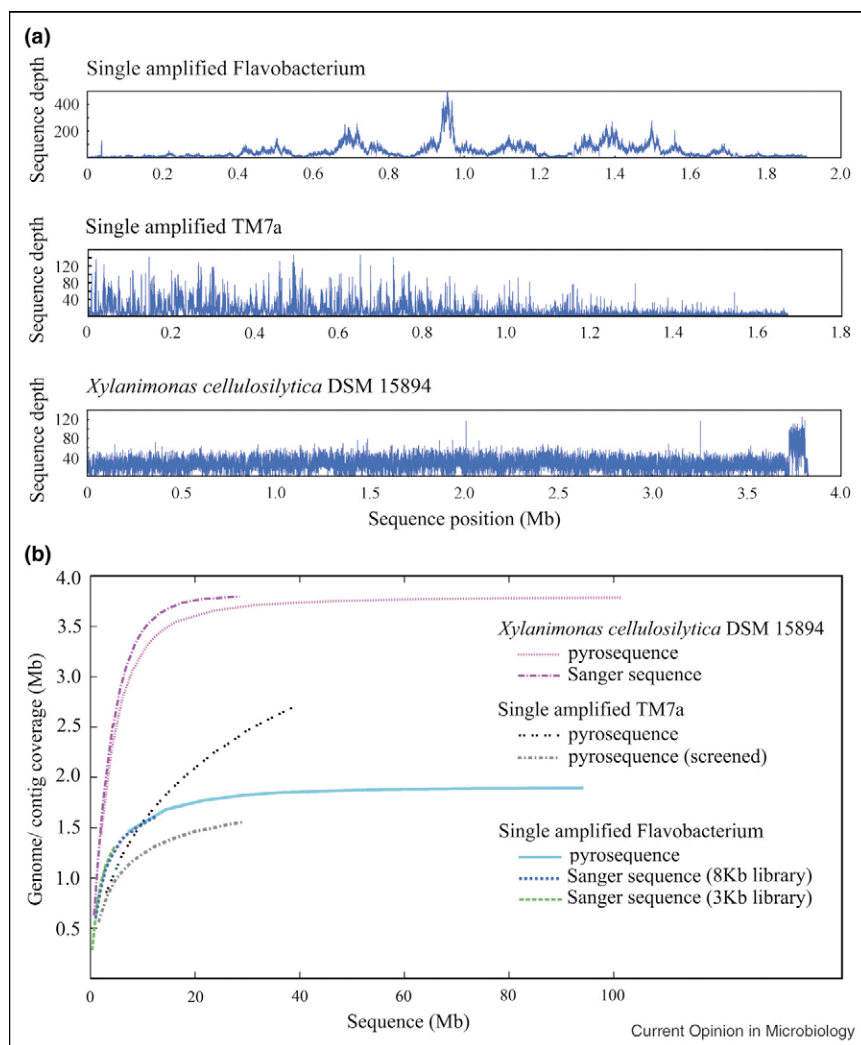 (a)
Single amplified Flavobacterium
Sequence depth
400
200
0 0.2 0.4 0.6 0.8 1.0 1.2 1.4 1.6 1.8 2.0
Single amplified TM7a
Sequence depth
120
80
40
0 0.2 0.4 0.6 0.8 1.0 1.2 1.4 1.6 1.8
Xylanimonas cellulosilytica DSM 15894
Sequence depth
120
80
40
0 0.5 1.0 1.5 2.0 2.5 3.0 3.5 4.0
Sequence position (Mb)
(b)
Genome/ contig coverage (Mb)
4.0
3.5
3.0
2.5
2.0
1.5
1.0
0.5
0 20 40 60 80 100
Sequence (Mb)
Xylanimonas cellulosilytica DSM 15894
pyrosequence
Sanger sequence
Single amplified TM7a
pyrosequence
pyrosequence (screened)
Single amplified Flavobacterium
pyrosequence
Sanger sequence (8Kb library)
Sanger sequence (3Kb library)
Current Opinion in Microbiology